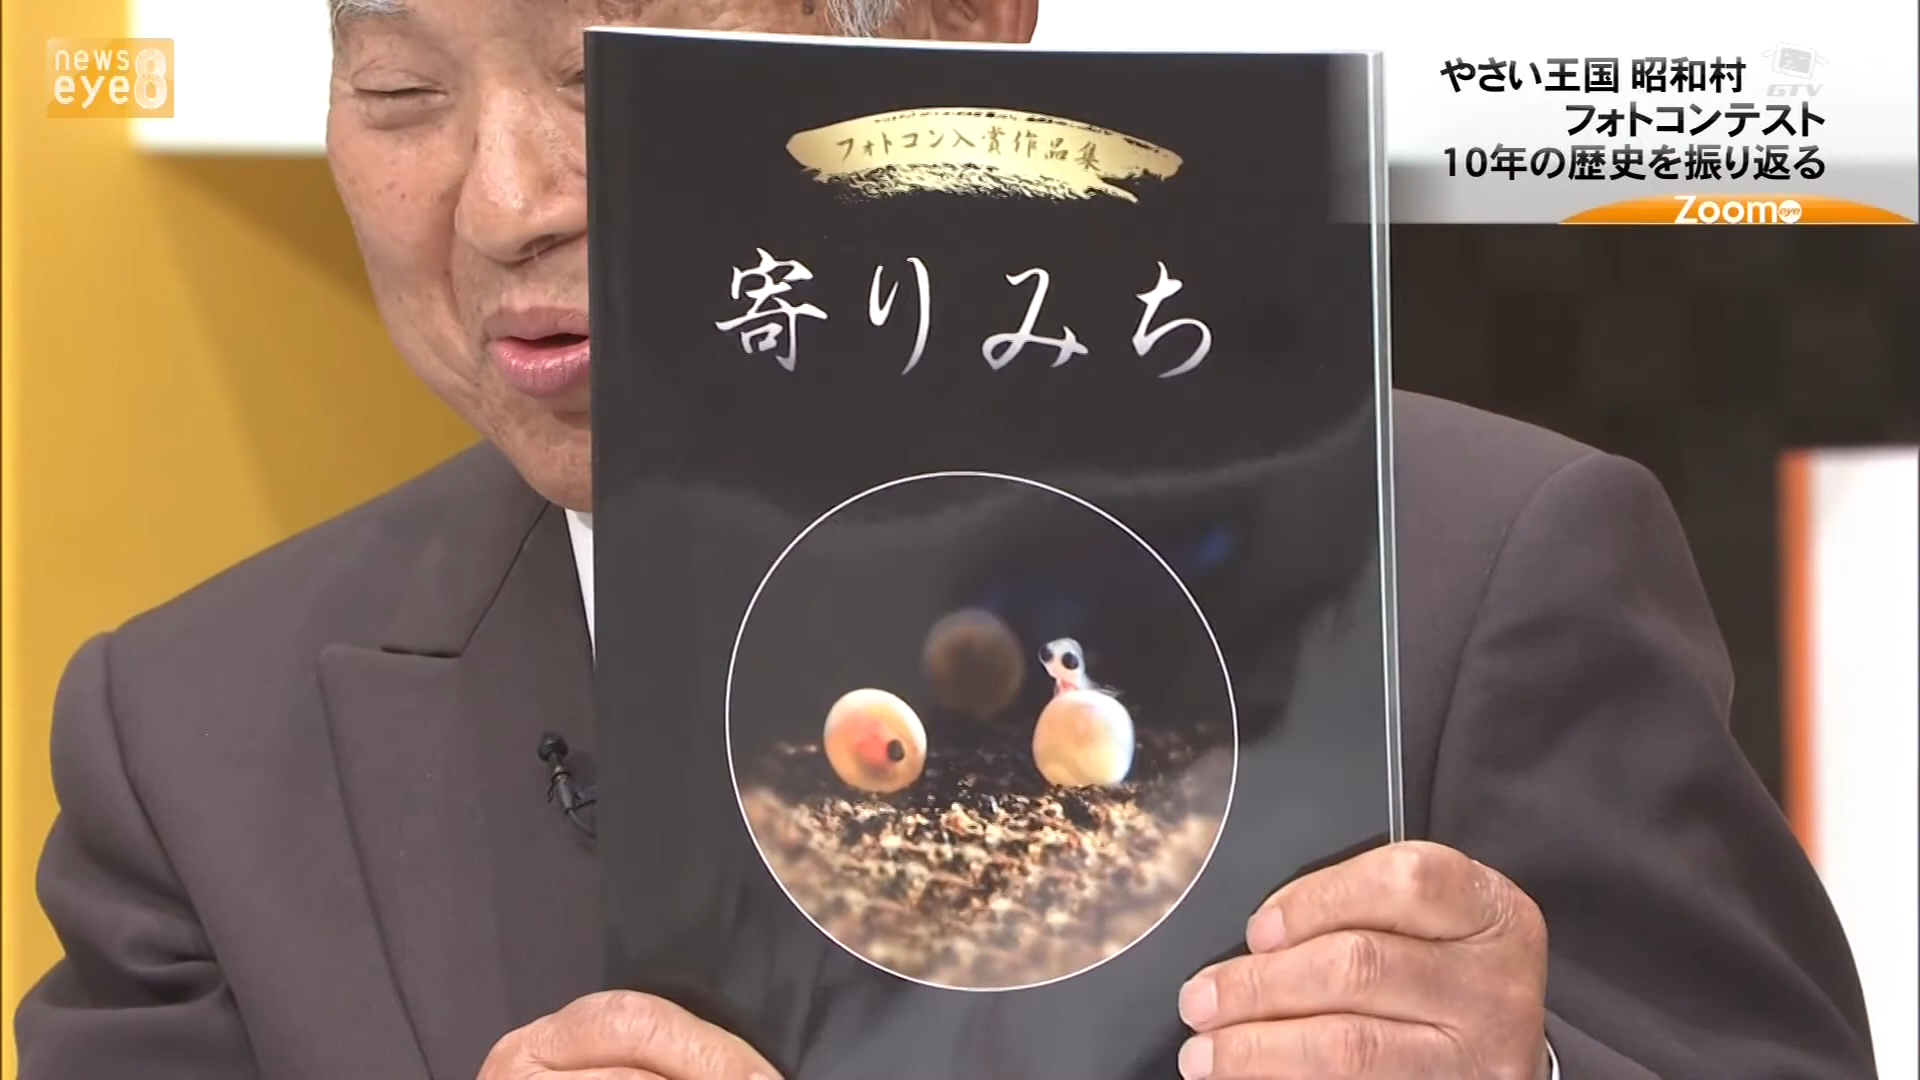 news
eye8
やさい王国 昭和村
フォトコンテスト
10年の歴史を振り返る
GTV
Zoom eye
フォトコン入賞作品集
寄りみち